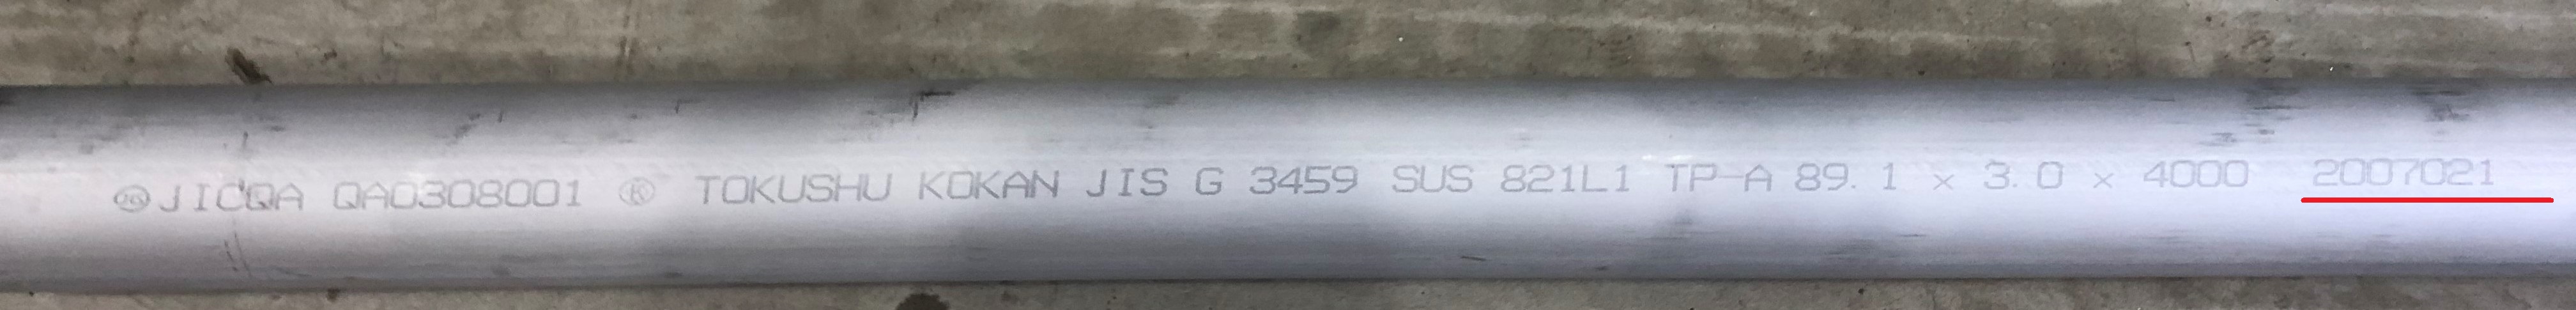 JICQA QA0308001 Ⓚ TOKUSHU KOKAN JIS G 3459 SUS 821L1 TP-A 89.1 × 3.0 × 4000 2007021